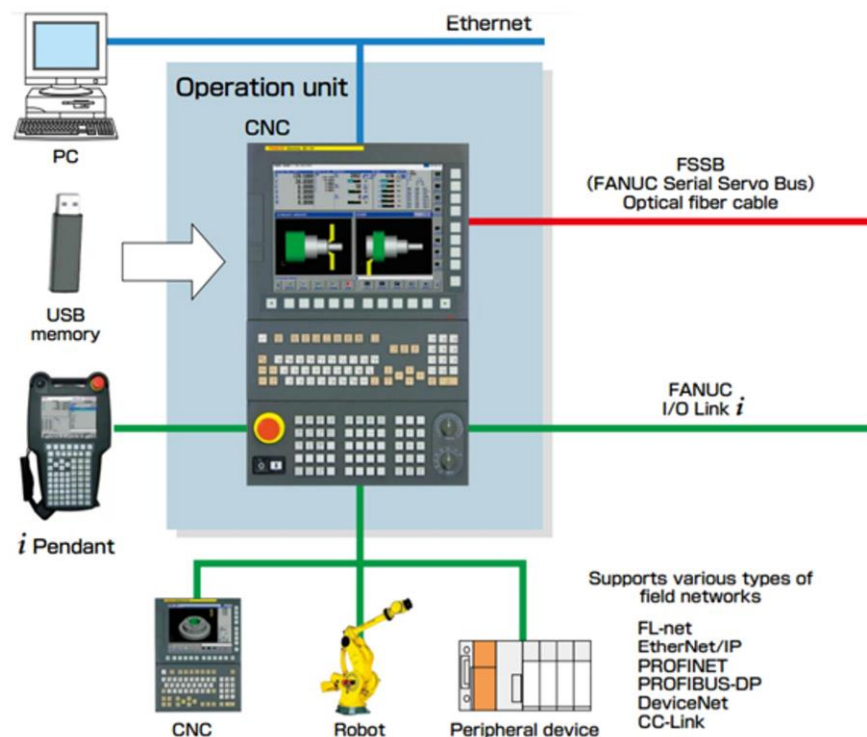 Ethernet
Operation unit
CNC
PC
FSSB
(FANUC Serial Servo Bus)
Optical fiber cable
USB
memory
FANUC
I/O Link i
i Pendant
Supports various types of
field networks
FL-net
EtherNet/IP
PROFINET
PROFIBUS-DP
DeviceNet
CC-Link
CNC
Robot
Peripheral device